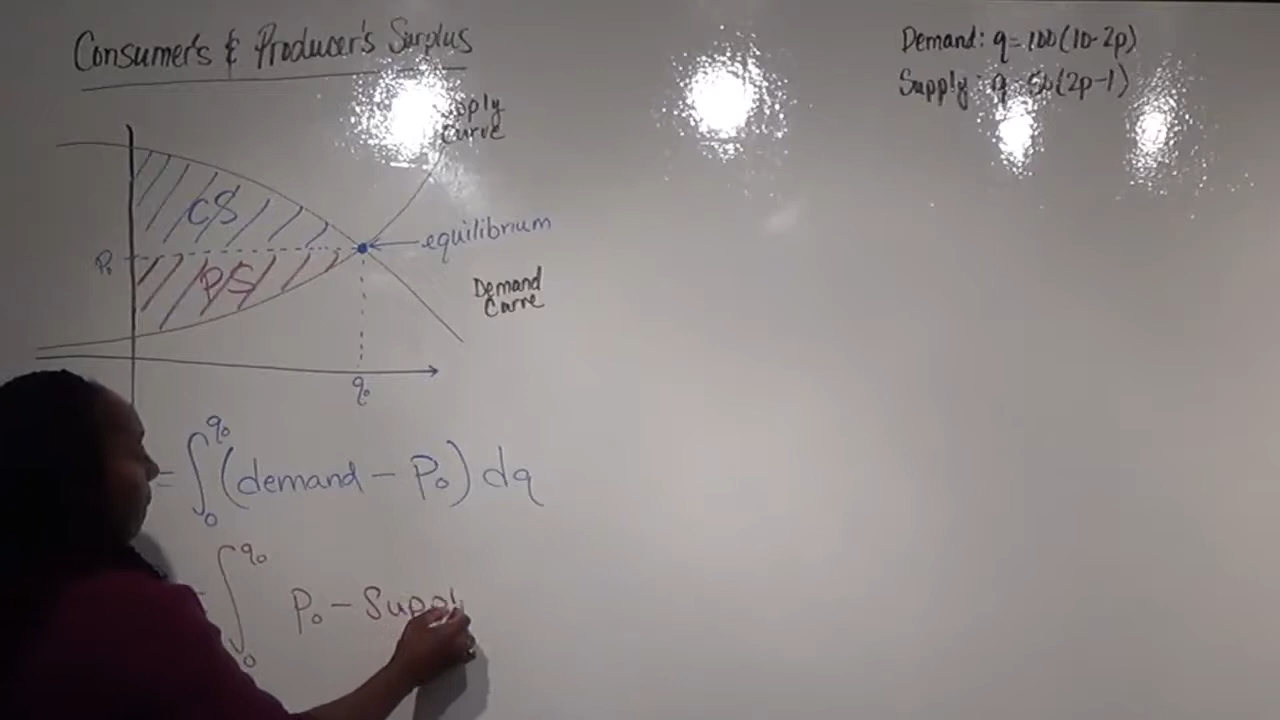 Consumer's & Producer's Surplus
Demand: q=100(10-2p)
Supply: q 50(2p-1)
Curve
CS
equilibrium
P₀
PS
Demand
Curve
q₀
= ∫₀^q₀ (demand - P₀) dq
∫₀^q₀ P₀ - Supply